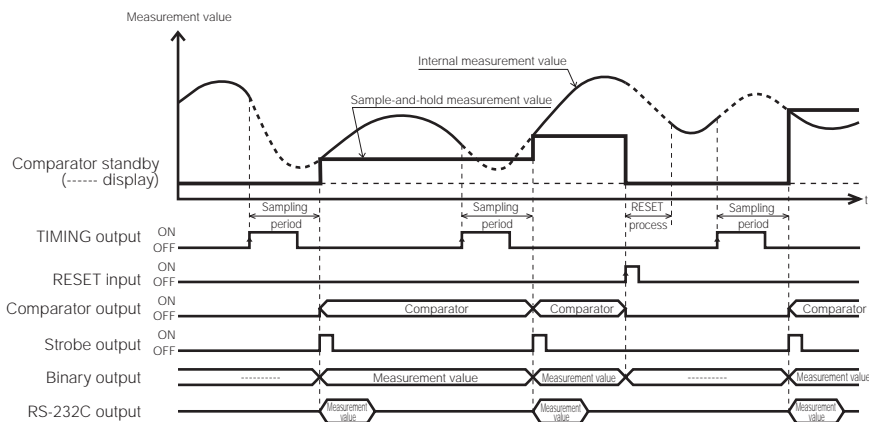 Measurement value
Internal measurement value
Sample-and-hold measurement value
Comparator standby
(------ display)
t
Sampling
period
Sampling
period
RESET
process
Sampling
period
TIMING output
ON
OFF
RESET input
ON
OFF
Comparator output
ON
OFF
Comparator
Comparator
Comparator
Strobe output
ON
OFF
Binary output
----------
Measurement value
Measurement value
----------
Measurement value
RS-232C output
Measurement
value
Measurement
value
Measurement
value